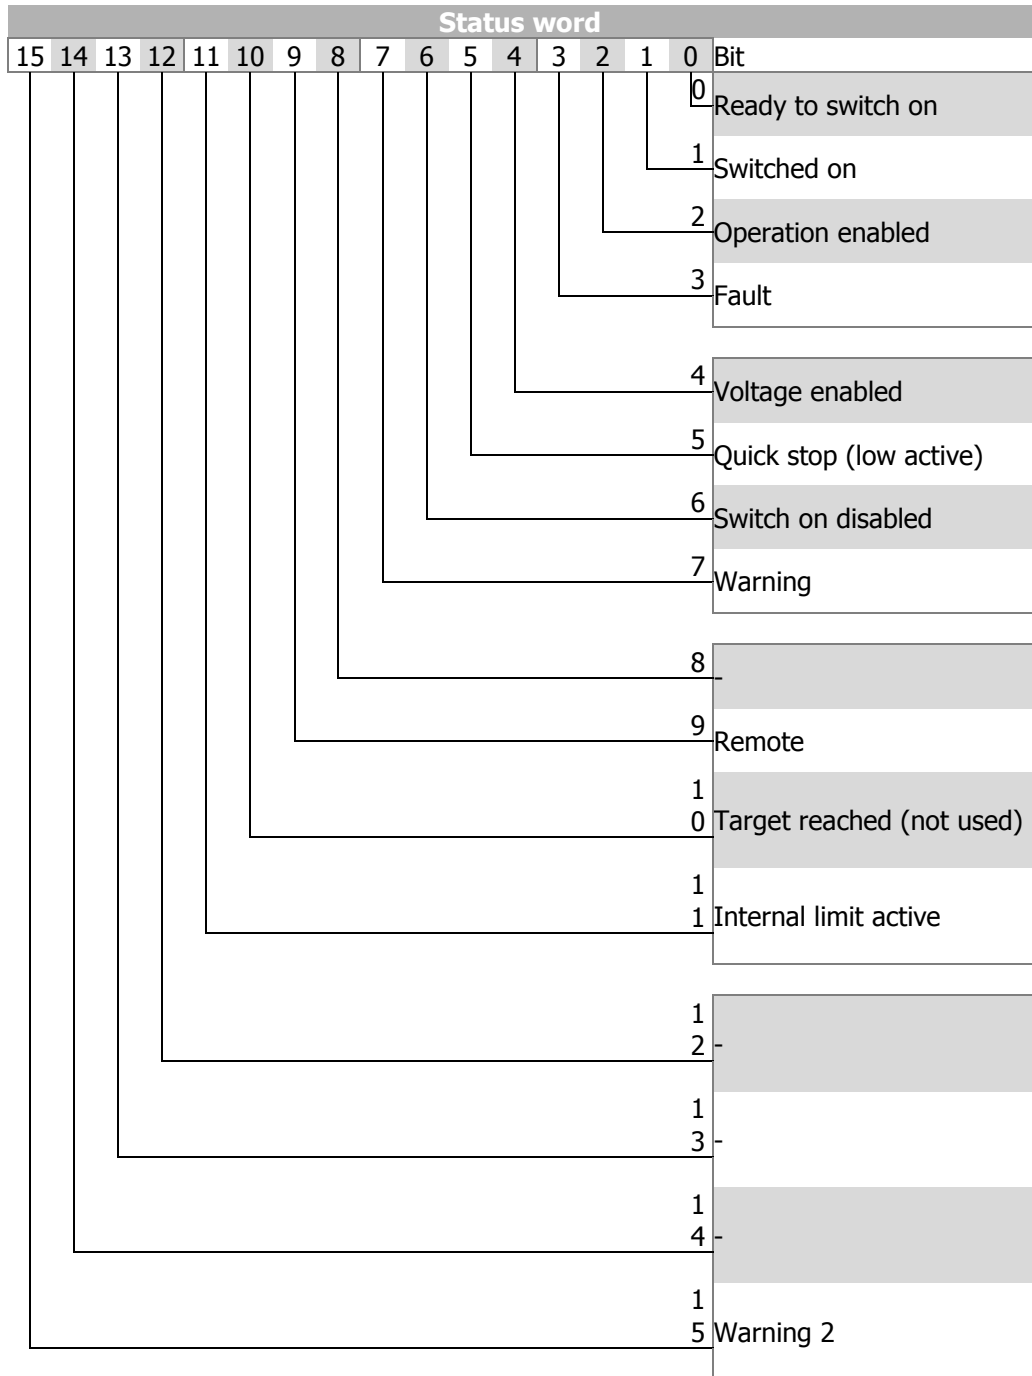 Status word
15 14 13 12 11 10 9 8 7 6 5 4 3 2 1 0 Bit
0 Ready to switch on
1 Switched on
2 Operation enabled
3 Fault
4 Voltage enabled
5 Quick stop (low active)
6 Switch on disabled
7 Warning
8 -
9 Remote
1
0 Target reached (not used)
1
1 Internal limit active
1
2 -
1
3 -
1
4 -
1
5 Warning 2